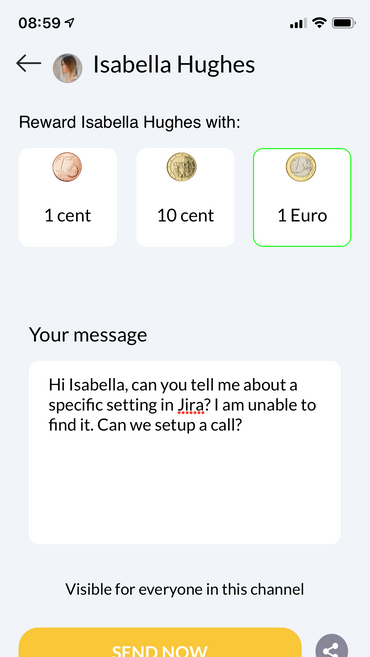 08:59
Isabella Hughes
Reward Isabella Hughes with:
1 cent
10 cent
1 Euro
Your message
Hi Isabella, can you tell me about a
specific setting in Jira? I am unable to
find it. Can we setup a call?
Visible for everyone in this channel
SEND NOW